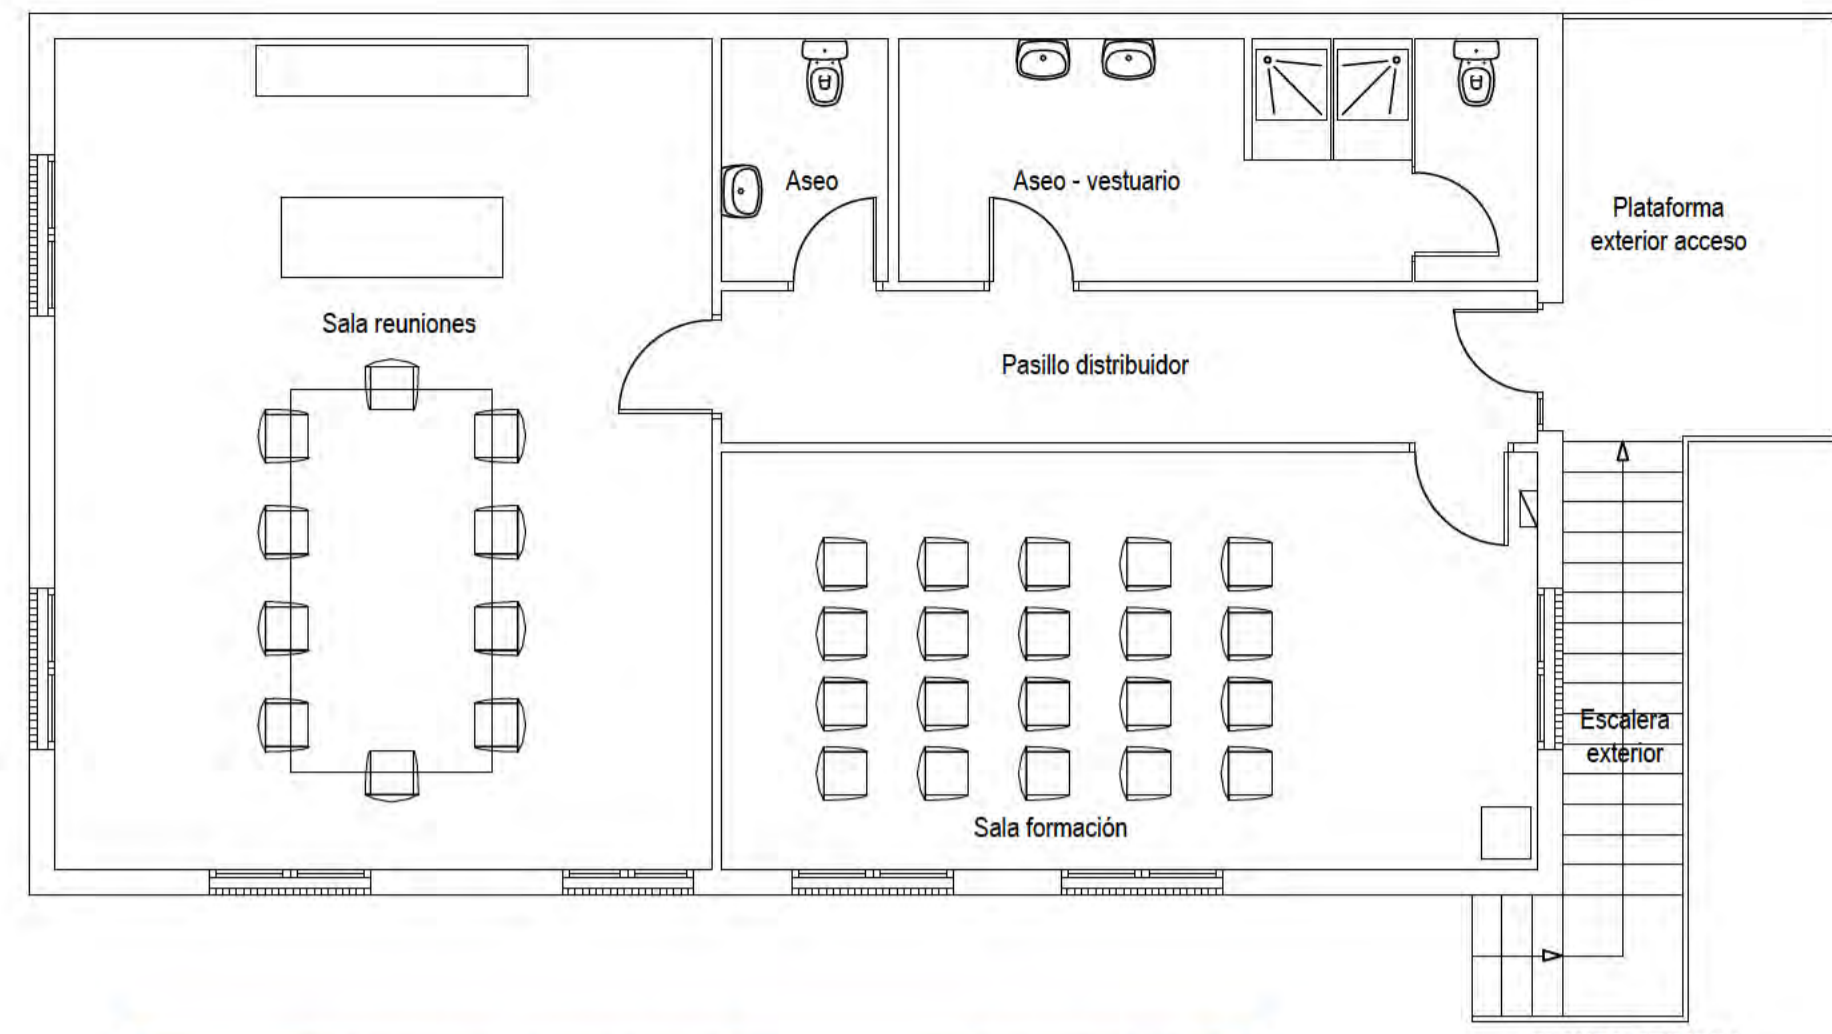 Aseo
Aseo - vestuario
Plataforma
exterior acceso
Sala reuniones
Pasillo distribuidor
Escalera
exterior
Sala formación